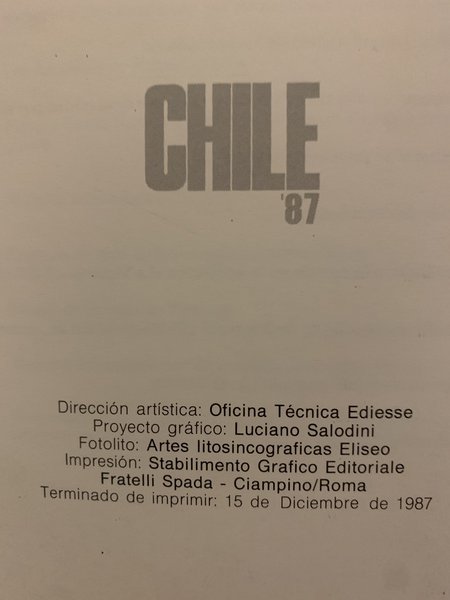 CHILE
'87
Dirección artística: Oficina Técnica Ediesse
Proyecto gráfico: Luciano Salodini
Fotolito: Artes litosincograficas Eliseo
Impresión: Stabilimento Grafico Editoriale
Fratelli Spada - Ciampino/Roma
Terminado de imprimir: 15 de Diciembre de 1987